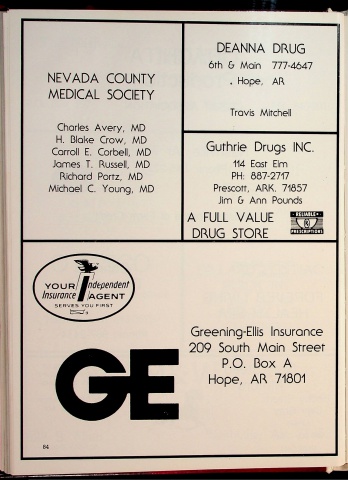 NEVADA COUNTY
MEDICAL SOCIETY
Charles Avery, MD
H. Blake Crow, MD
Carroll E. Corbell, MD
James T. Russell, MD
Richard Portz, MD
Michael C. Young, MD
DEANNA DRUG
6th & Main 777-4647
Hope, AR
Travis Mitchell
Guthrie Drugs INC.
114 East Elm
PH: 887-2717
Prescott, ARK. 71857
Jim & Ann Pounds
A FULL VALUE
DRUG STORE
RELIABLE
PRESCRIPTIONS
YOUR Independent
Insurance AGENT
SERVES YOU FIRST
GE
Greening-Ellis Insurance
209 South Main Street
P.O. Box A
Hope, AR 71801
84